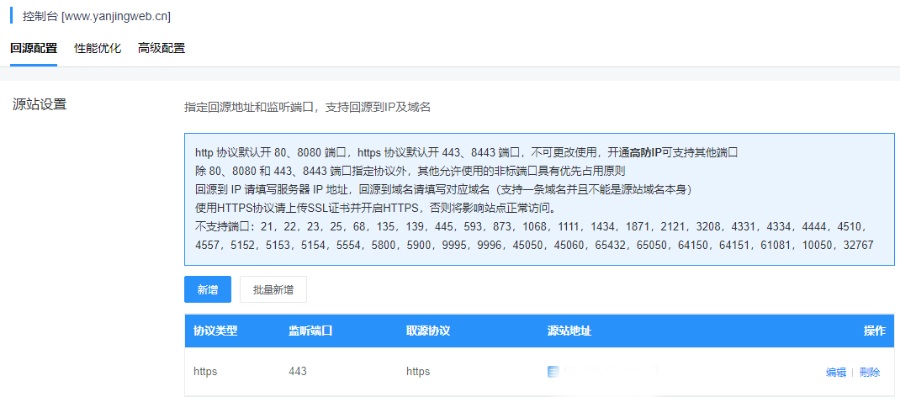 控制台 [www.yanjingweb.cn]
回源配置 性能优化 高级配置
源站设置
指定回源地址和监听端口，支持回源到IP及域名
http 协议默认开 80、8080 端口，https 协议默认开 443、8443 端口，不可更改使用，开通高防IP可支持其他端口
除 80、8080 和 443、8443 端口指定协议外，其他允许使用的非标端口具有优先占用原则
回源到 IP 请填写服务器 IP 地址，回源到域名请填写对应域名（支持一条域名并且不能是源站域名本身）
使用HTTPS协议请上传SSL证书并开启HTTPS，否则将影响站点正常访问。
不支持端口：21，22，23，25，68，135，139，445，593，873，1068，1111，1434，1871，2121，3208，4331，4334，4444，4510，
4557，5152，5153，5154，5554，5800，5900，9995，9996，45050，45060，65432，65050，64150，64151，61081，10050，32767
新增 批量新增
协议类型 监听端口 取源协议 源站地址 操作
https 443 https 编辑 | 删除